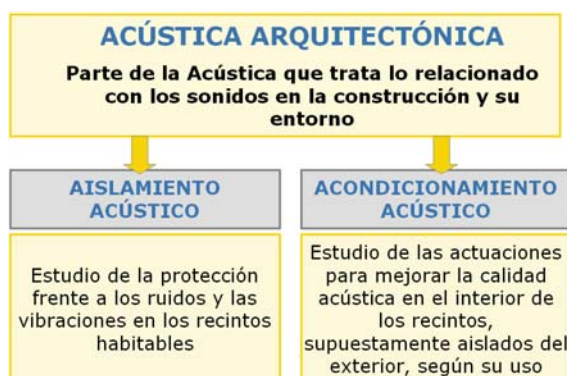 ACÚSTICA ARQUITECTÓNICA
Parte de la Acústica que trata lo relacionado
con los sonidos en la construcción y su
entorno
AISLAMIENTO
ACÚSTICO
Estudio de la protección
frente a los ruidos y las
vibraciones en los recintos
habitables
ACONDICIONAMIENTO
ACÚSTICO
Estudio de las actuaciones
para mejorar la calidad
acústica en el interior de
los recintos,
supuestamente aislados del
exterior, según su uso